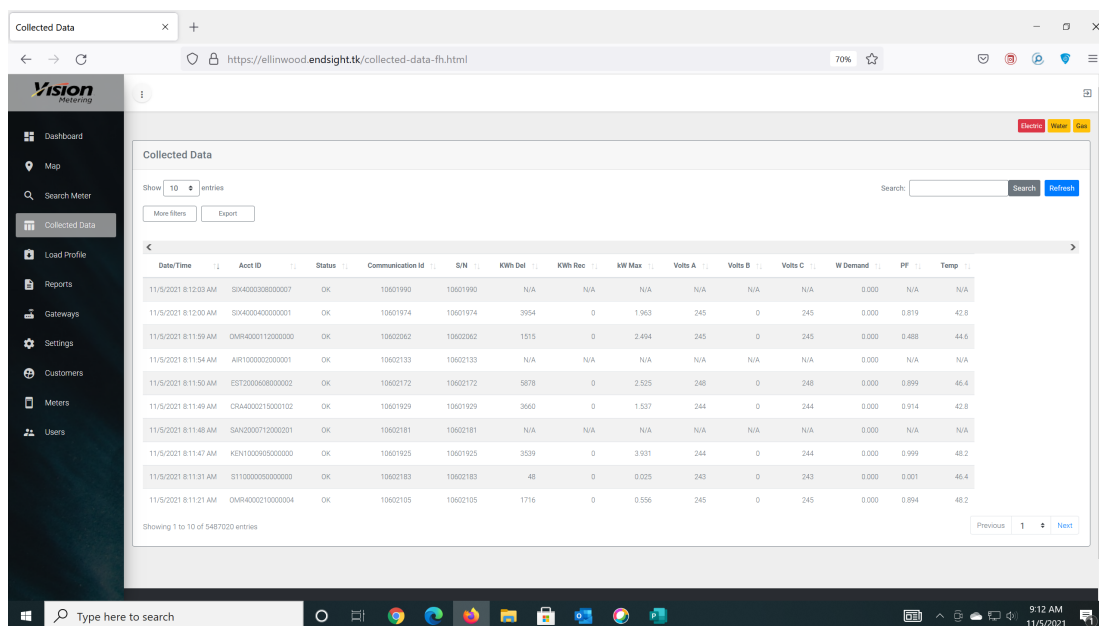 Collected Data
https://ellinwood.endsight.tk/collected-data-fh.html
70%
Vision
Metering
Electric Water Gas
Dashboard
Map
Search Meter
Collected Data
Load Profile
Reports
Gateways
Settings
Customers
Meters
Users
Collected Data
Show 10 entries
Search: Search Refresh
More filters Export
Date/Time Acct ID Status Communication Id S/N KWh Del KWh Rec kW Max Volts A Volts B Volts C W Demand PF Temp
11/5/2021 8:12:03 AM SIX4000308000007 OK 10601990 10601990 N/A N/A N/A N/A N/A N/A 0.000 N/A N/A
11/5/2021 8:12:00 AM SIX4000400000001 OK 10601974 10601974 3954 0 1.963 245 0 245 0.000 0.819 42.8
11/5/2021 8:11:59 AM OMR4000112000000 OK 10602062 10602062 1515 0 2.494 245 0 245 0.000 0.488 44.6
11/5/2021 8:11:54 AM AIR1000002000001 OK 10602133 10602133 N/A N/A N/A N/A N/A N/A 0.000 N/A N/A
11/5/2021 8:11:50 AM EST2000608000002 OK 10602172 10602172 5878 0 2.525 248 0 248 0.000 0.899 46.4
11/5/2021 8:11:49 AM CRA4000215000102 OK 10601929 10601929 3660 0 1.537 244 0 244 0.000 0.914 42.8
11/5/2021 8:11:48 AM SAN2000712000201 OK 10602181 10602181 N/A N/A N/A N/A N/A N/A 0.000 N/A N/A
11/5/2021 8:11:47 AM KEN1000905000000 OK 10601925 10601925 3539 0 3.931 244 0 244 0.000 0.999 48.2
11/5/2021 8:11:31 AM S110000050000000 OK 10602183 10602183 48 0 0.025 243 0 243 0.000 0.001 46.4
11/5/2021 8:11:21 AM OMR4000210000004 OK 10602105 10602105 1716 0 0.556 245 0 245 0.000 0.894 48.2
Showing 1 to 10 of 5487020 entries
Previous 1 Next
Type here to search
9:12 AM
11/5/2021